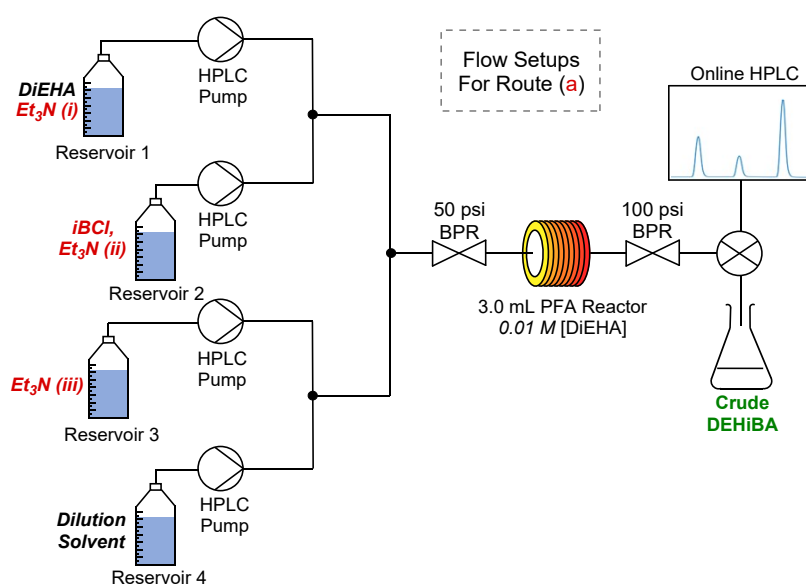 Flow Setups
For Route (a)
Online HPLC
HPLC
Pump
DiEHA
Et₃N (i)
Reservoir 1
HPLC
Pump
iBCl,
Et₃N (ii)
Reservoir 2
50 psi
BPR
100 psi
BPR
3.0 mL PFA Reactor
0.01 M [DiEHA]
HPLC
Pump
Et₃N (iii)
Reservoir 3
Crude
DEHiBA
HPLC
Pump
Dilution
Solvent
Reservoir 4